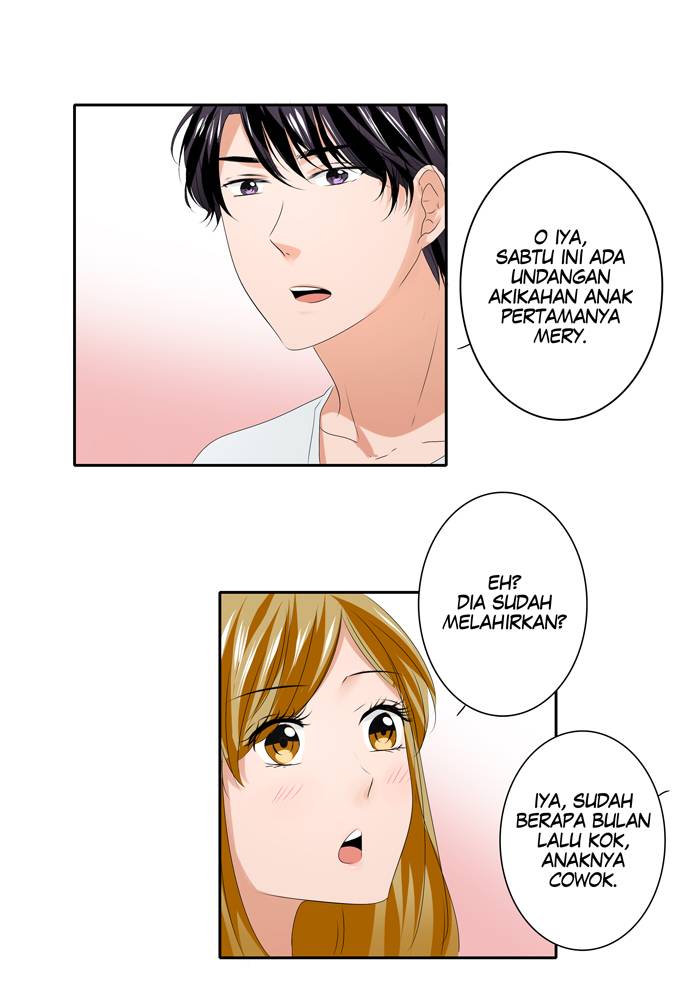 O IYA,
SABTU INI ADA
UNDANGAN
AKIKAHAN ANAK
PERTAMANYA
MERY.
EH?
DIA SUDAH
MELAHIRKAN?
IYA, SUDAH
BERAPA BULAN
LALU KOK,
ANAKNYA
COWOK.